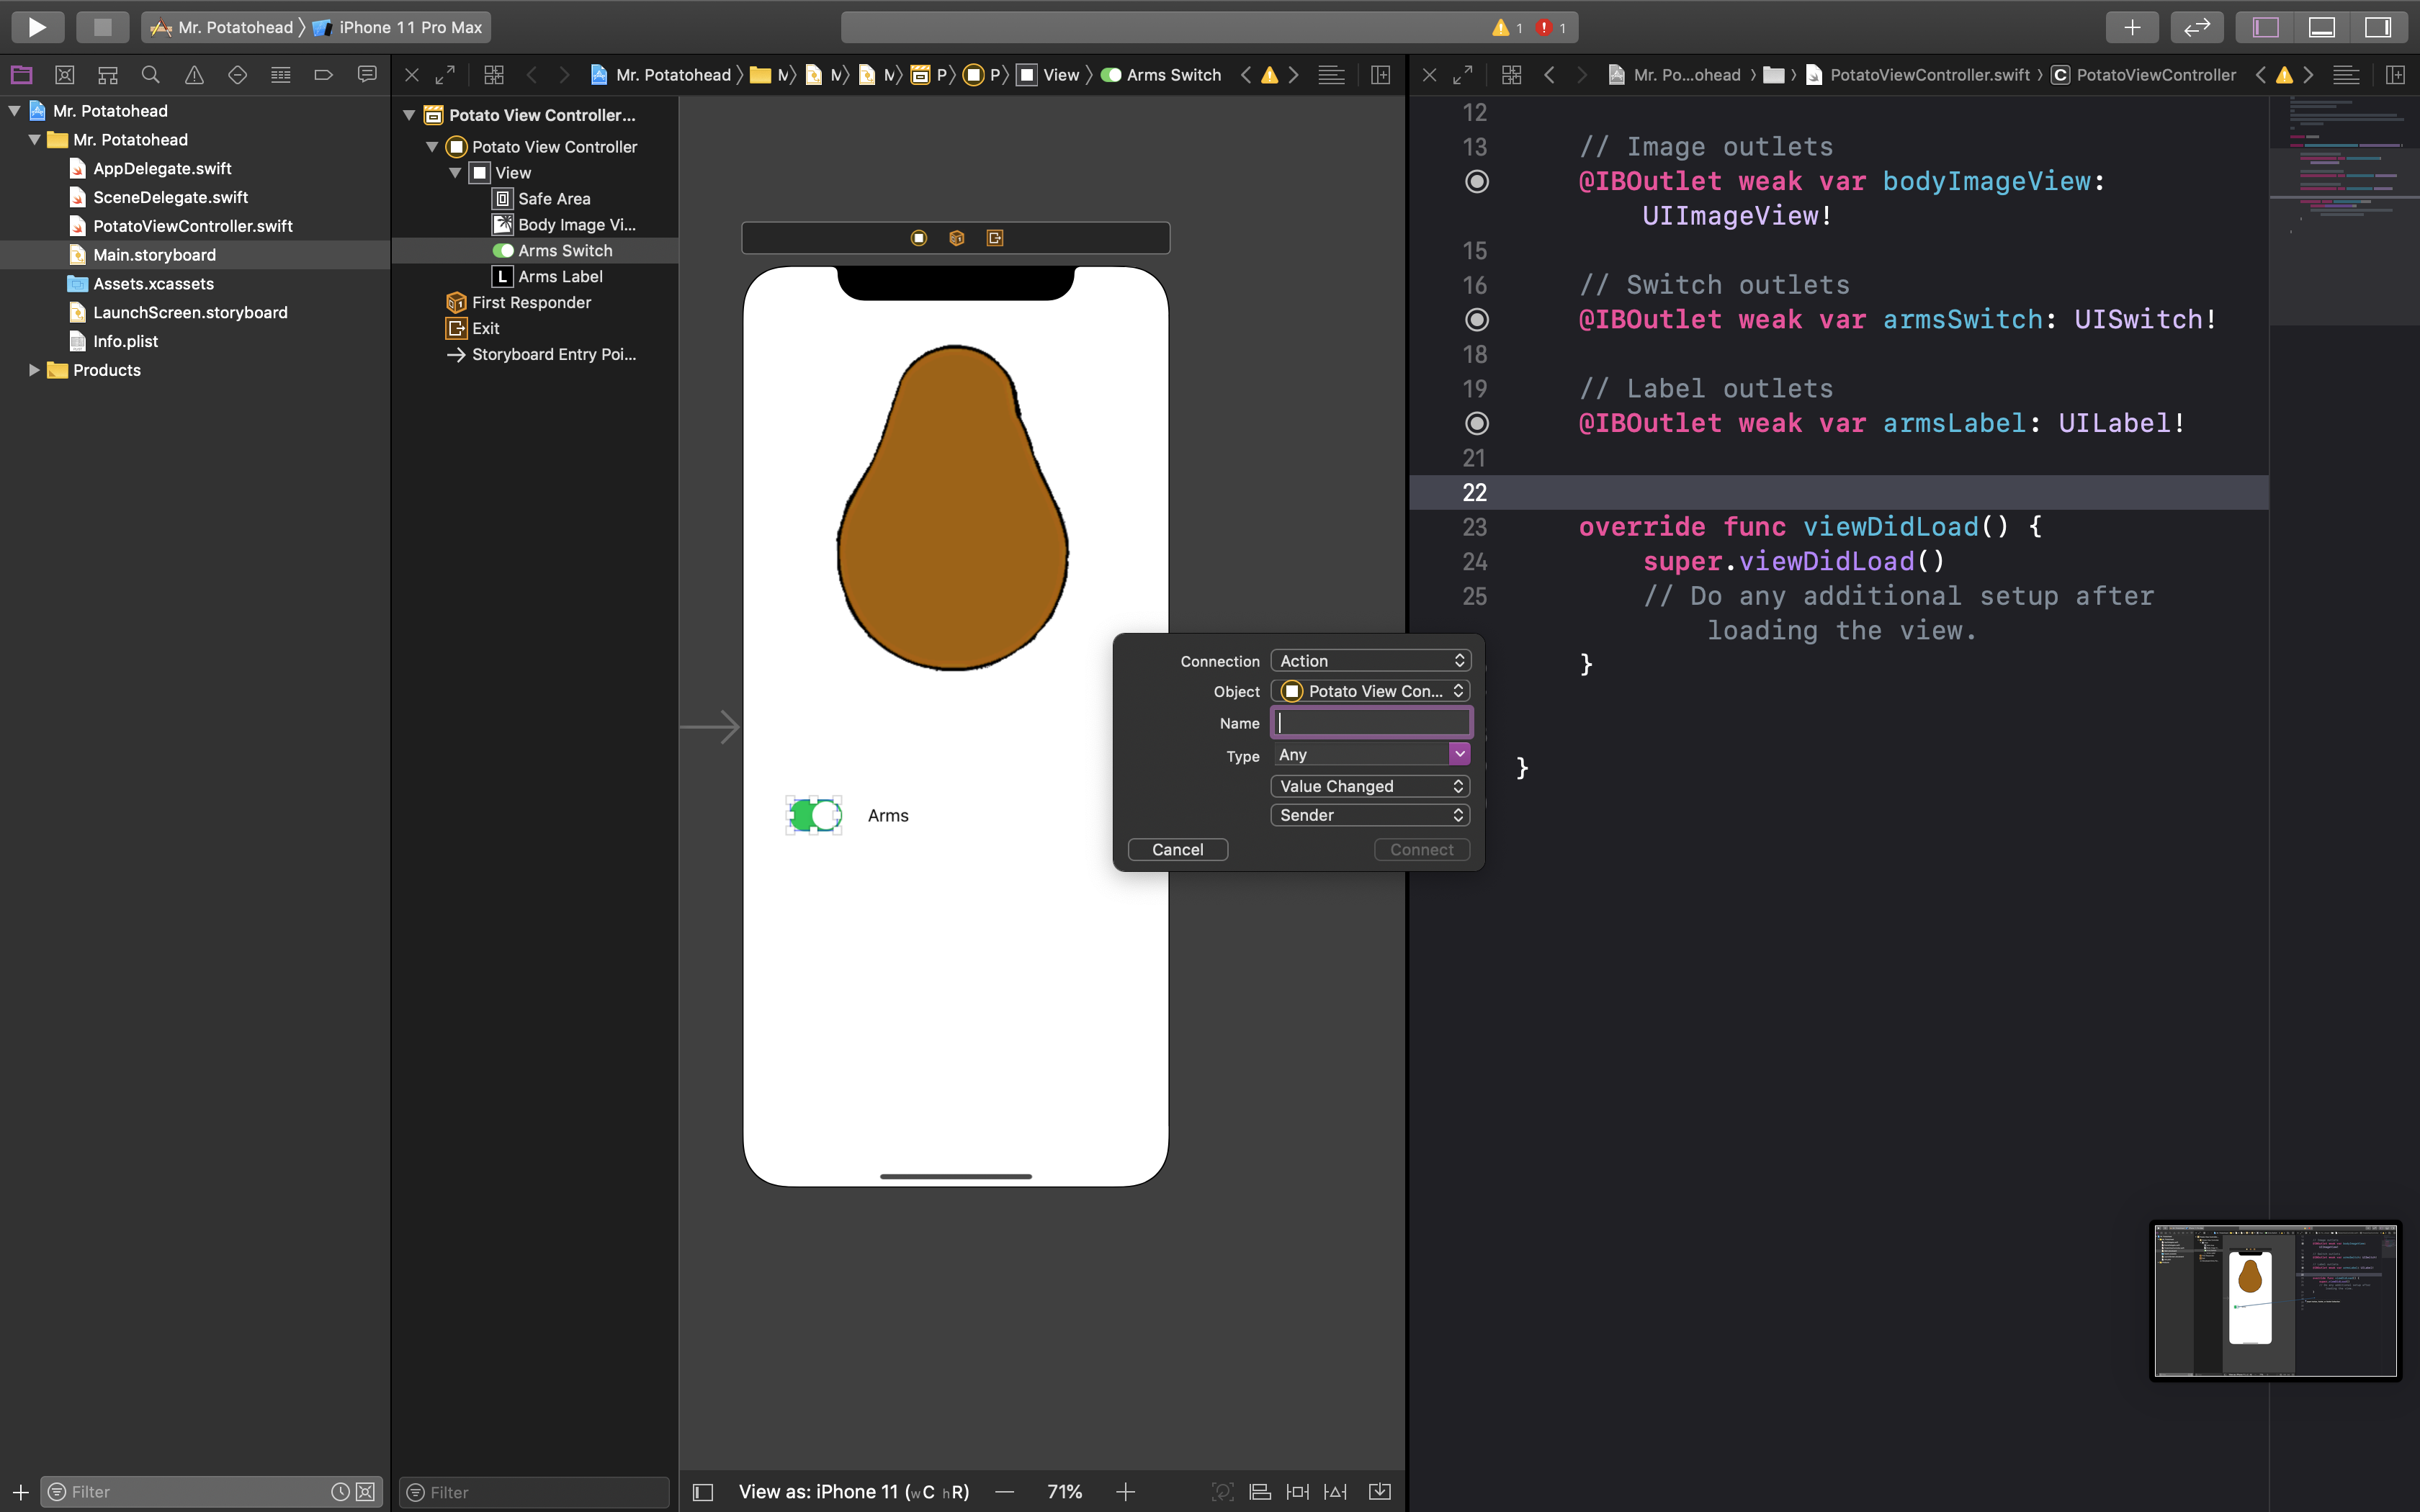 Mr. Potatohead 〉 iPhone 11 Pro Max
1
1
Mr. Potatohead 〉 M〉 M〉 M〉 P〉 P〉 View 〉 Arms Switch
Mr. Po...ohead 〉 〉 PotatoViewController.swift 〉 C PotatoViewController
Mr. Potatohead
Mr. Potatohead
AppDelegate.swift
SceneDelegate.swift
PotatoViewController.swift
Main.storyboard
Assets.xcassets
LaunchScreen.storyboard
Info.plist
Products
Potato View Controller...
Potato View Controller
View
Safe Area
Body Image Vi...
Arms Switch
L Arms Label
First Responder
Exit
Storyboard Entry Poi...
Arms
Connection Action
Object Potato View Con...
Name
Type Any
Value Changed
Sender
Cancel Connect
12
13 // Image outlets
@IBOutlet weak var bodyImageView:
UIImageView!
15
16 // Switch outlets
@IBOutlet weak var armsSwitch: UISwitch!
18
19 // Label outlets
@IBOutlet weak var armsLabel: UILabel!
21
22
23 override func viewDidLoad() {
24 super.viewDidLoad()
25 // Do any additional setup after
loading the view.
}
}
Filter
Filter
View as: iPhone 11 (wC hR) — 71% +